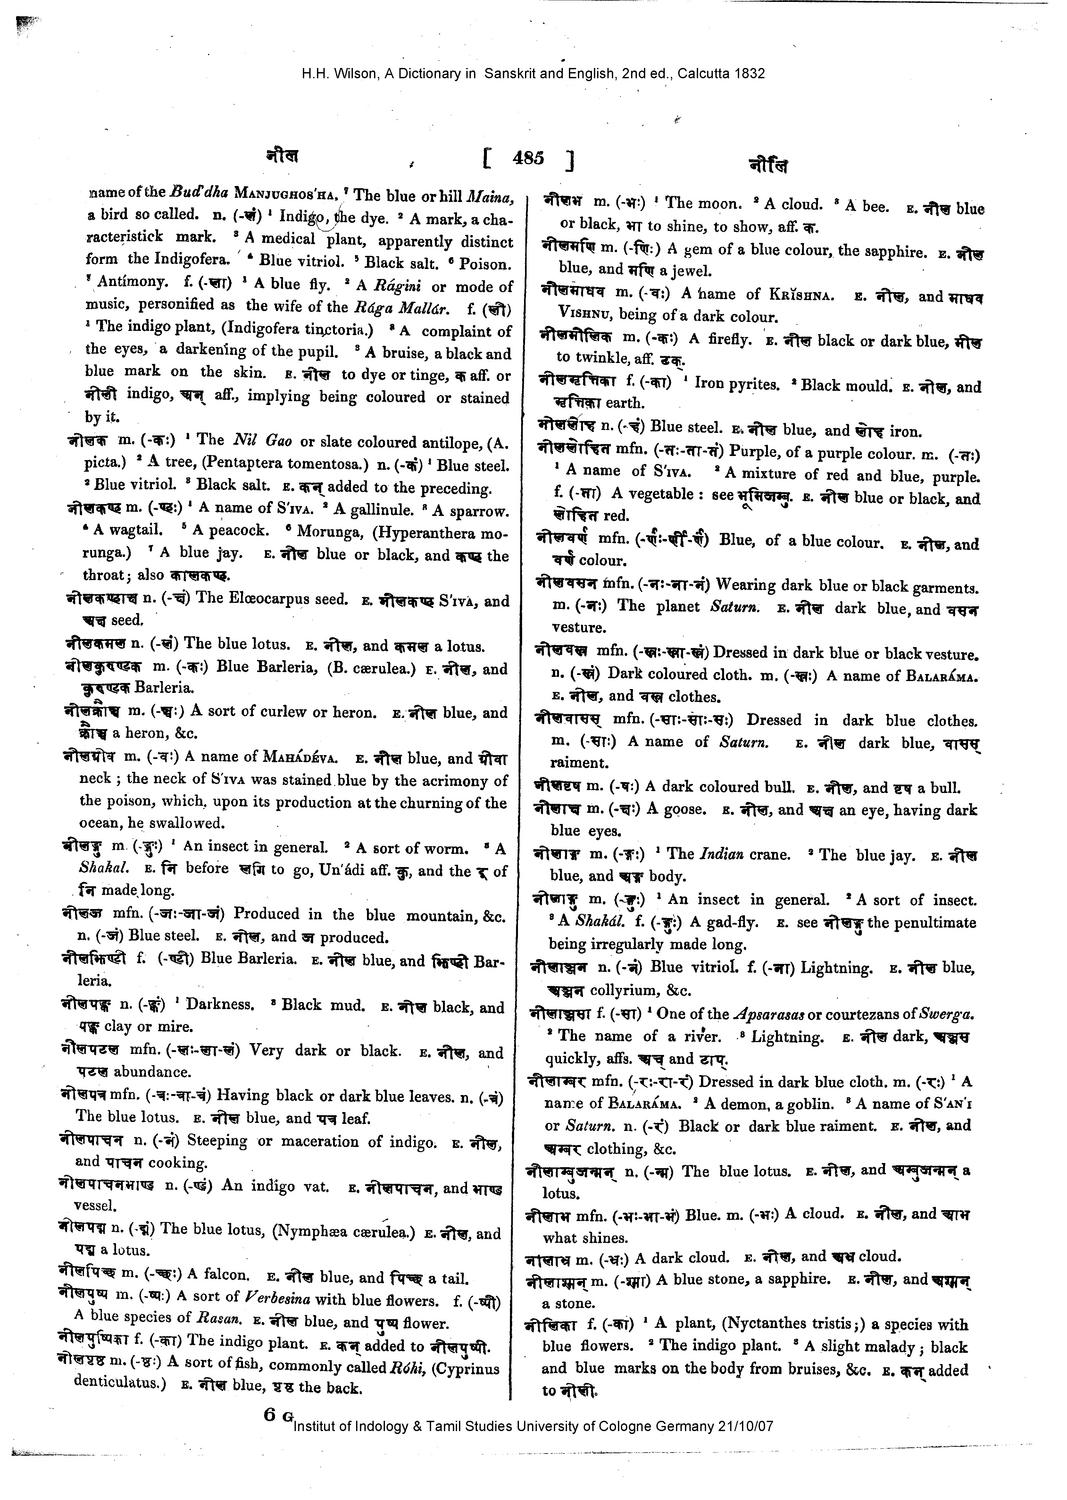 H.H. Wilson, A Dictionary in Sanskrit and English, 2nd ed., Calcutta 1832
नील
[ 485 ]
नीलि
name of the Bud'dha MANJUGHOS'HA. ⁷ The blue or hill Maina,
a bird so called. n. (-लं) ¹ Indigo, the dye. ² A mark, a cha-
racteristick mark. ³ A medical plant, apparently distinct
form the Indigofera. ⁴ Blue vitriol. ⁵ Black salt. ⁶ Poison.
⁷ Antimony. f. (-ला) ¹ A blue fly. ² A Rágini or mode of
music, personified as the wife of the Rága Mallár. f. (ली)
¹ The indigo plant, (Indigofera tinctoria.) ² A complaint of
the eyes, a darkening of the pupil. ³ A bruise, a black and
blue mark on the skin. E. नील to dye or tinge, क aff. or
नीली indigo, अन् aff., implying being coloured or stained
by it.
नीलक m. (-कः) ¹ The Nil Gao or slate coloured antilope, (A.
picta.) ² A tree, (Pentaptera tomentosa.) n. (-कं) ¹ Blue steel.
² Blue vitriol. ³ Black salt. E. कन् added to the preceding.
नीलकण्ठ m. (-ण्ठः) ¹ A name of S'IVA. ² A gallinule. ³ A sparrow.
⁴ A wagtail. ⁵ A peacock. ⁶ Morunga, (Hyperanthera mo-
runga.) ⁷ A blue jay. E. नील blue or black, and कण्ठ the
throat; also कालकण्ठ.
नीलकण्ठाक्ष n. (-क्षं) The Elœocarpus seed. E. नीलकण्ठ S'IVA, and
अक्ष seed.
नीलकमल n. (-लं) The blue lotus. E. नील, and कमल a lotus.
नीलकुरुण्टक m. (-कः) Blue Barleria, (B. cærulea.) E. नील, and
कुरुण्टक Barleria.
नीलक्रौञ्च m. (-ञ्चः) A sort of curlew or heron. E. नील blue, and
क्रौञ्च a heron, &c.
नीलग्रीव m. (-वः) A name of MAHÁDÉVA. E. नील blue, and ग्रीवा
neck; the neck of S'IVA was stained blue by the acrimony of
the poison, which, upon its production at the churning of the
ocean, he swallowed.
नीलङ्गु m. (-ङ्गुः) ¹ An insect in general. ² A sort of worm. ³ A
Shakal. E. नि before लगि to go, Un'ádi aff. कु, and the इ of
नि made long.
नीलज mfn. (-जः-जा-जं) Produced in the blue mountain, &c.
n. (-जं) Blue steel. E. नील, and ज produced.
नीलझिण्टी f. (-ण्टी) Blue Barleria. E. नील blue, and झिण्टी Bar-
leria.
नीलपङ्क n. (-ङ्कं) ¹ Darkness. ² Black mud. E. नील black, and
पङ्क clay or mire.
नीलपटल mfn. (-लः-ला-लं) Very dark or black. E. नील, and
पटल abundance.
नीलपत्र mfn. (-त्रः-त्रा-त्रं) Having black or dark blue leaves. n. (-त्रं)
The blue lotus. E. नील blue, and पत्र leaf.
नीलपाचन n. (-नं) Steeping or maceration of indigo. E. नील,
and पाचन cooking.
नीलपाचनभाण्ड n. (-ण्डं) An indigo vat. E. नीलपाचन, and भाण्ड
vessel.
नीलपद्म n. (-द्मं) The blue lotus, (Nymphæa cærulea.) E. नील, and
पद्म a lotus.
नीलपिच्छ m. (-च्छः) A falcon. E. नील blue, and पिच्छ a tail.
नीलपुष्प m. (-ष्पः) A sort of Verbesina with blue flowers. f. (-ष्पी)
A blue species of Rasan. E. नील blue, and पुष्प flower.
नीलपुष्पिका f. (-का) The indigo plant. E. कन् added to नीलपुष्पी.
नीलपृष्ठ m. (-ष्ठः) A sort of fish, commonly called Róhi, (Cyprinus
denticulatus.) E. नील blue, पृष्ठ the back.
6 G
नीलभ m. (-भः) ¹ The moon. ² A cloud. ³ A bee. E. नील blue
or black, भा to shine, to show, aff. क.
नीलमणि m. (-णिः) A gem of a blue colour, the sapphire. E. नील
blue, and मणि a jewel.
नीलमाधव m. (-वः) A name of KRĬSHNA. E. नील, and माधव
VISHNU, being of a dark colour.
नीलमीलिक m. (-कः) A firefly. E. नील black or dark blue, मील
to twinkle, aff. ठक्.
नीलमृत्तिका f. (-का) ¹ Iron pyrites. ² Black mould. E. नील, and
मृत्तिका earth.
नीललोह n. (-हं) Blue steel. E. नील blue, and लोह iron.
नीललोहित mfn. (-तः-ता-तं) Purple, of a purple colour. m. (-तः)
¹ A name of S'IVA. ² A mixture of red and blue, purple.
f. (-ता) A vegetable : see भूमिजम्बु. E. नील blue or black, and
लोहित red.
नीलवर्ण mfn. (-र्णः-र्णी-र्णं) Blue, of a blue colour. E. नील, and
वर्ण colour.
नीलवसन mfn. (-नः-ना-नं) Wearing dark blue or black garments.
m. (-नः) The planet Saturn. E. नील dark blue, and वसन
vesture.
नीलवस्त्र mfn. (-स्त्रः-स्त्रा-स्त्रं) Dressed in dark blue or black vesture.
n. (-स्त्रं) Dark coloured cloth. m. (-स्त्रः) A name of BALARÁMA.
E. नील, and वस्त्र clothes.
नीलवासस् mfn. (-साः-साः-सः) Dressed in dark blue clothes.
m. (-साः) A name of Saturn. E. नील dark blue, वासस्
raiment.
नीलवृष m. (-षः) A dark coloured bull. E. नील, and वृष a bull.
नीलाक्ष m. (-क्षः) A goose. E. नील, and अक्ष an eye, having dark
blue eyes.
नीलाङ्ग m. (-ङ्गः) ¹ The Indian crane. ² The blue jay. E. नील
blue, and अङ्ग body.
नीलाङ्गु m. (-ङ्गुः) ¹ An insect in general. ² A sort of insect.
³ A Shakál. f. (-ङ्गुः) A gad-fly. E. see नीलङ्गु the penultimate
being irregularly made long.
नीलाञ्जन n. (-नं) Blue vitriol. f. (-ना) Lightning. E. नील blue,
अञ्जन collyrium, &c.
नीलाञ्जसा f. (-सा) ¹ One of the Apsarasas or courtezans of Swerga.
² The name of a river. ³ Lightning. E. नील dark, अञ्जस
quickly, affs. अच् and टाप्.
नीलाम्बर mfn. (-रः-रा-रं) Dressed in dark blue cloth. m. (-रः) ¹ A
name of BALARÁMA. ² A demon, a goblin. ³ A name of S'AN'I
or Saturn. n. (-रं) Black or dark blue raiment. E. नील, and
अम्बर clothing, &c.
नीलाम्बुजन्मन् n. (-न्म) The blue lotus. E. नील, and अम्बुजन्मन् a
lotus.
नीलाभ mfn. (-भः-भा-भं) Blue. m. (-भः) A cloud. E. नील, and आभ
what shines.
नीलाभ्र m. (-भ्रः) A dark cloud. E. नील, and अभ्र cloud.
नीलाश्मन् m. (-श्मा) A blue stone, a sapphire. E. नील, and अश्मन्
a stone.
नीलिका f. (-का) ¹ A plant, (Nyctanthes tristis;) a species with
blue flowers. ² The indigo plant. ³ A slight malady; black
and blue marks on the body from bruises, &c. E. कन् added
to नीली.
Institut of Indology & Tamil Studies University of Cologne Germany 21/10/07